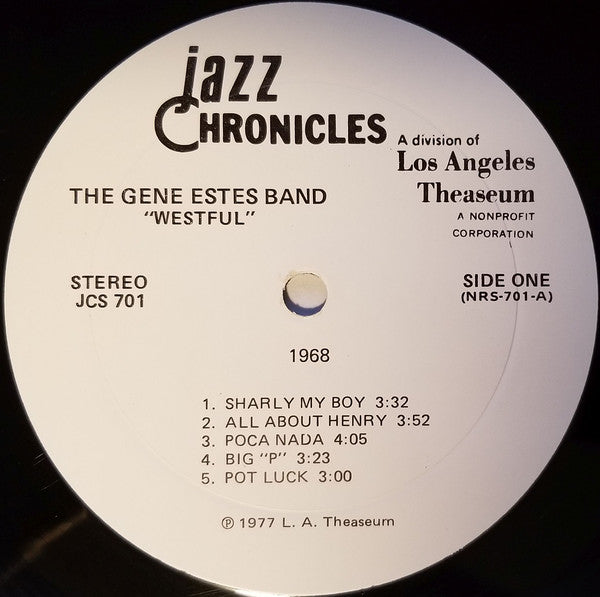 jazz
CHRONICLES
A division of
Los Angeles
Theaseum
A NONPROFIT
CORPORATION
THE GENE ESTES BAND
"WESTFUL"
STEREO
JCS 701
SIDE ONE
(NRS-701-A)
1968
1. SHARLY MY BOY 3:32
2. ALL ABOUT HENRY 3:52
3. POCA NADA 4:05
4. BIG "P" 3:23
5. POT LUCK 3:00
℗ 1977 L. A. Theaseum